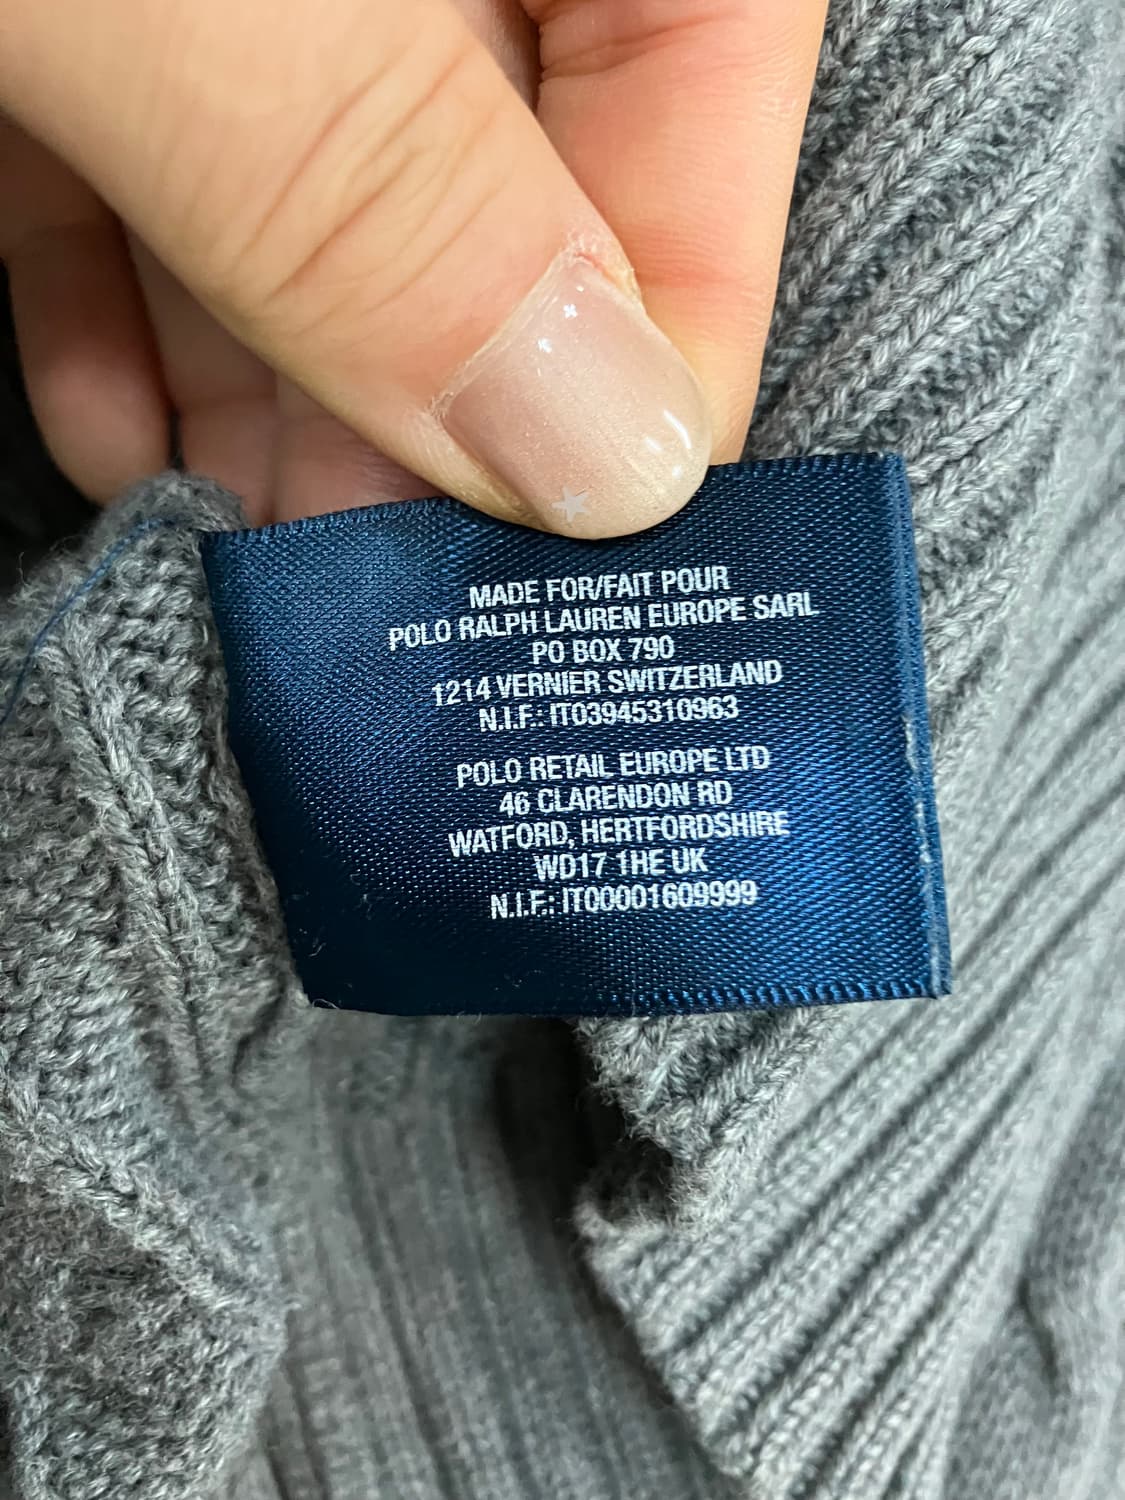 MADE FOR/FAIT POUR
POLO RALPH LAUREN EUROPE SARL
PO BOX 790
1214 VERNIER SWITZERLAND
N.I.F.: IT03945310963
POLO RETAIL EUROPE LTD
46 CLARENDON RD
WATFORD, HERTFORDSHIRE
WD17 1HE UK
N.I.F.: IT00001609999